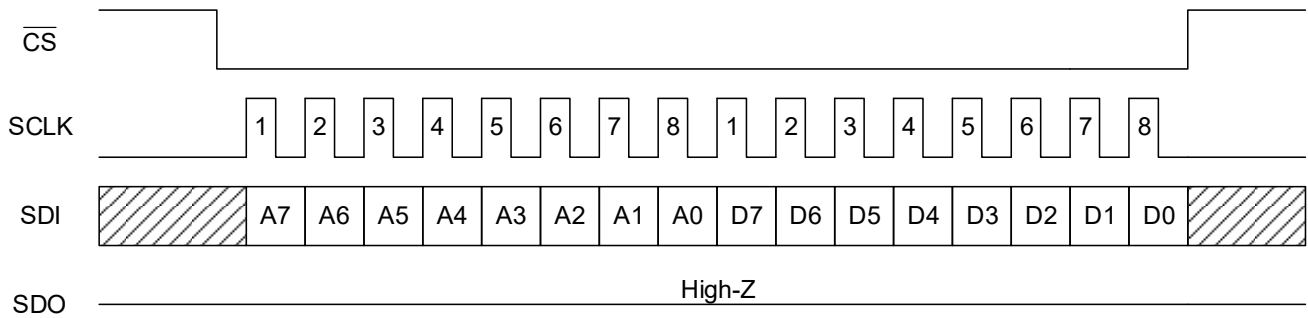 C̅S̅
SCLK 1 2 3 4 5 6 7 8 1 2 3 4 5 6 7 8
SDI A7 A6 A5 A4 A3 A2 A1 A0 D7 D6 D5 D4 D3 D2 D1 D0
SDO High-Z